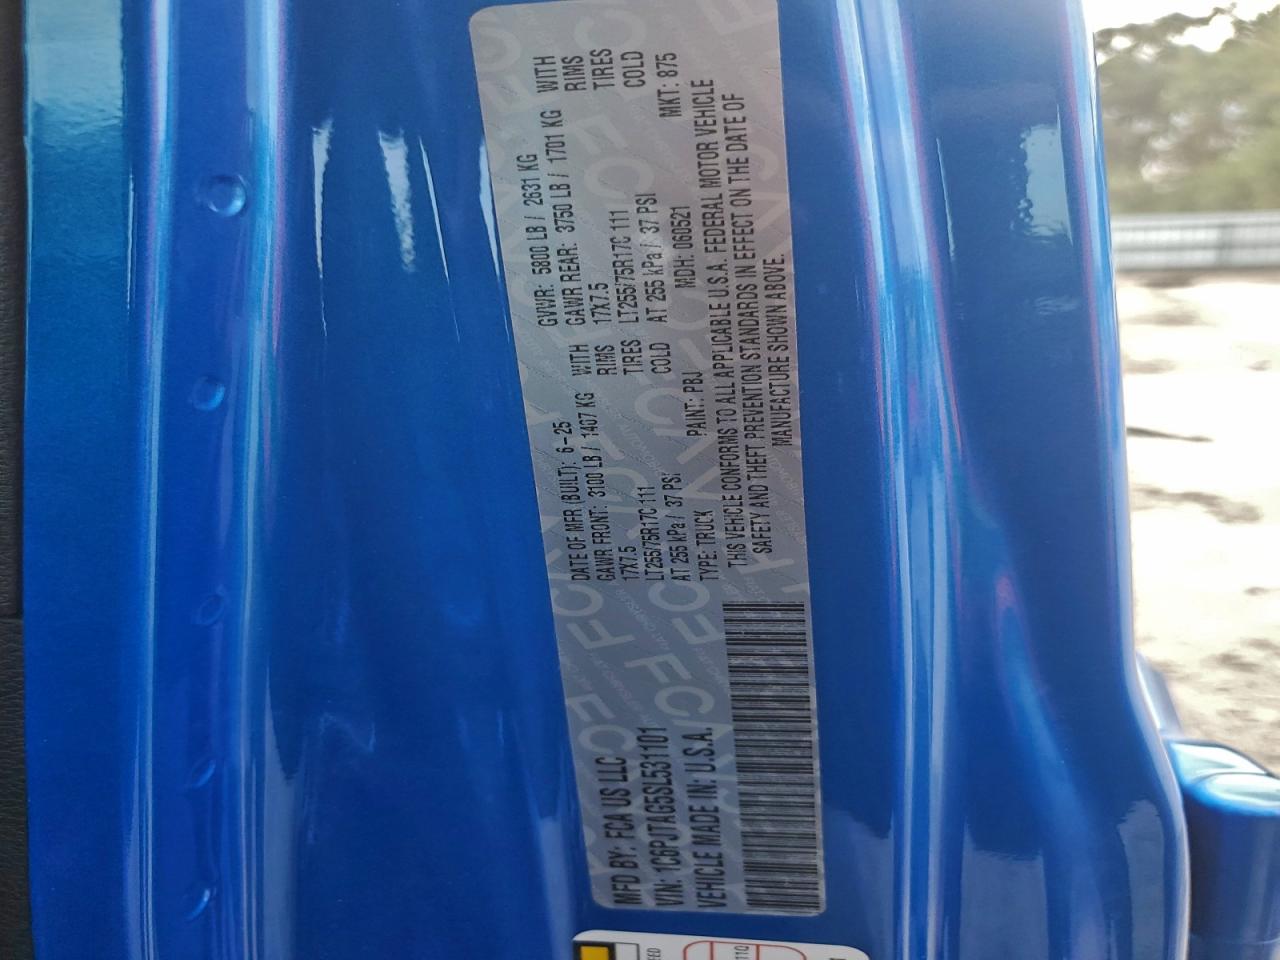 MFD BY: FCA US LLC
DATE OF MFR (BUILT): 6-25
GVWR: 5800 LB / 2631 KG
GAWR FRONT: 3100 LB / 1407 KG WITH
17X7.5 RIMS
LT255/75R17C 111 TIRES
AT 255 kPa / 37 PSI COLD
GAWR REAR: 3750 LB / 1701 KG WITH
17X7.5 RIMS
LT255/75R17C 111 TIRES
AT 255 kPa / 37 PSI COLD
VIN: 1C6PJTAG5SL531101
TYPE: TRUCK PAINT: PBJ MDH: 060521 MKT: 875
VEHICLE MADE IN: U.S.A.
THIS VEHICLE CONFORMS TO ALL APPLICABLE U.S.A. FEDERAL MOTOR VEHICLE
SAFETY AND THEFT PREVENTION STANDARDS IN EFFECT ON THE DATE OF
MANUFACTURE SHOWN ABOVE.